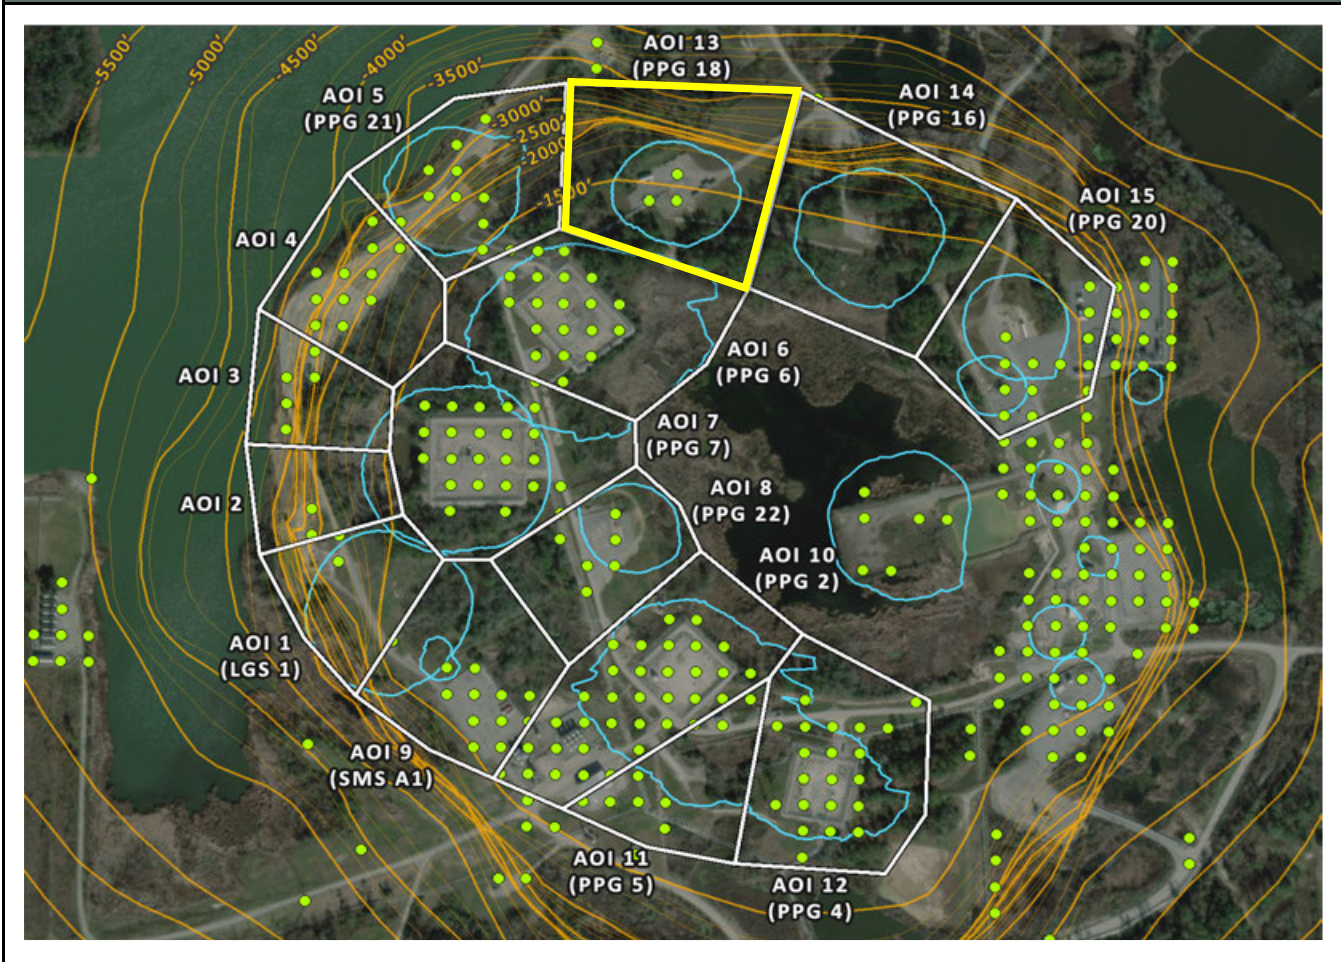 -5500'
-5000'
-4500'
-4000'
-3500'
-3000'
-2500'
-2000'
-1500'
AOI 13
(PPG 18)
AOI 5
(PPG 21)
AOI 14
(PPG 16)
AOI 15
(PPG 20)
AOI 4
AOI 6
(PPG 6)
AOI 3
AOI 7
(PPG 7)
AOI 2
AOI 8
(PPG 22)
AOI 10
(PPG 2)
AOI 1
(LGS 1)
AOI 9
(SMS A1)
AOI 11
(PPG 5)
AOI 12
(PPG 4)